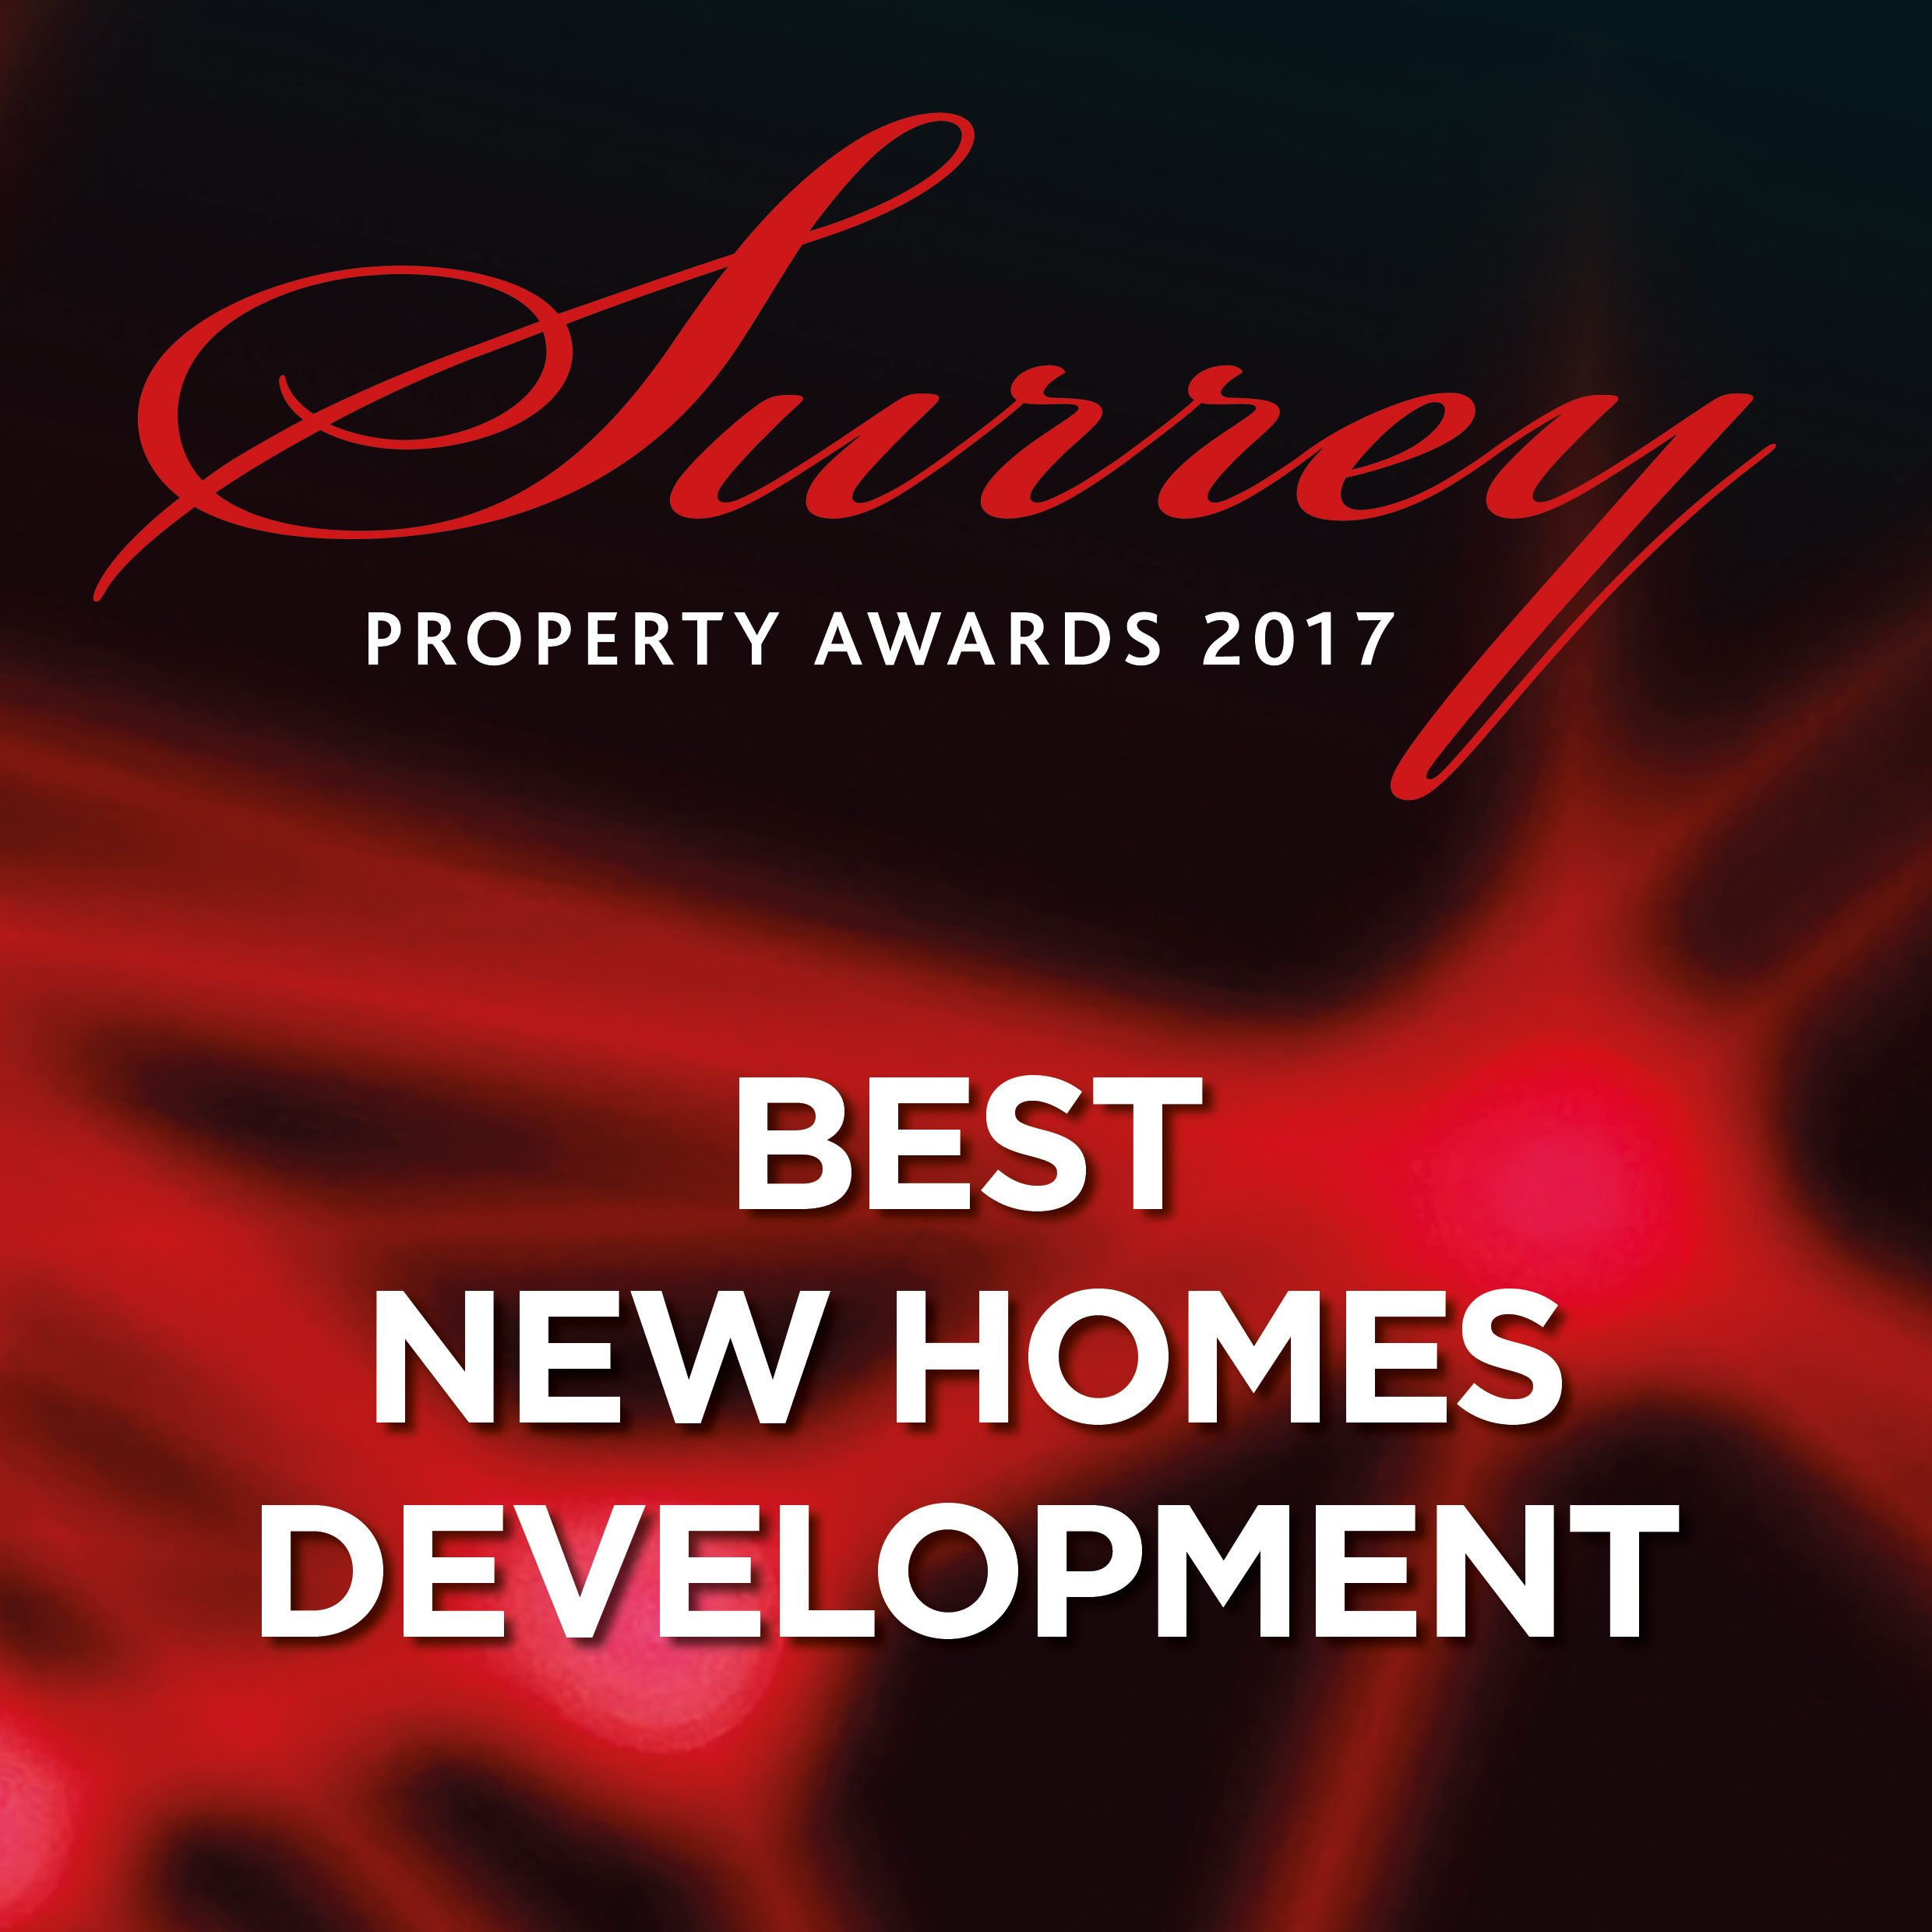 Surrey
PROPERTY AWARDS 2017
BEST
NEW HOMES
DEVELOPMENT